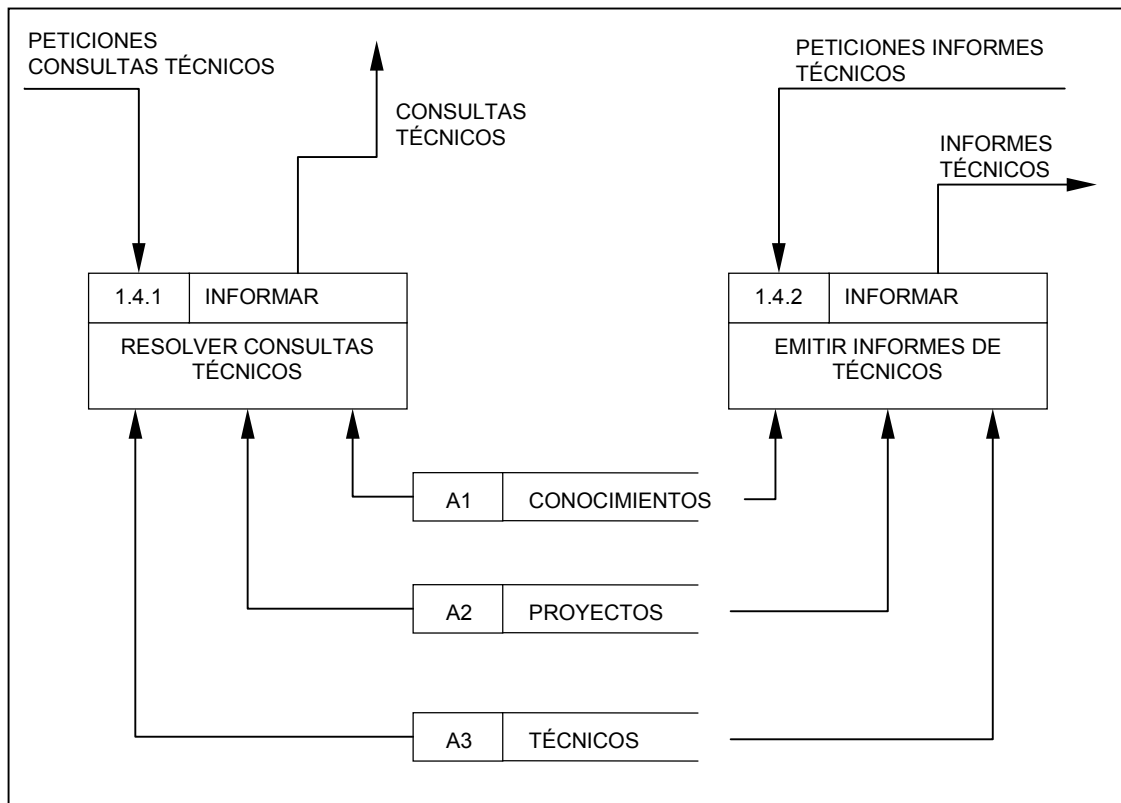 PETICIONES
CONSULTAS TÉCNICOS
CONSULTAS
TÉCNICOS
PETICIONES INFORMES
TÉCNICOS
INFORMES
TÉCNICOS
1.4.1 INFORMAR
RESOLVER CONSULTAS
TÉCNICOS
1.4.2 INFORMAR
EMITIR INFORMES DE
TÉCNICOS
A1 CONOCIMIENTOS
A2 PROYECTOS
A3 TÉCNICOS